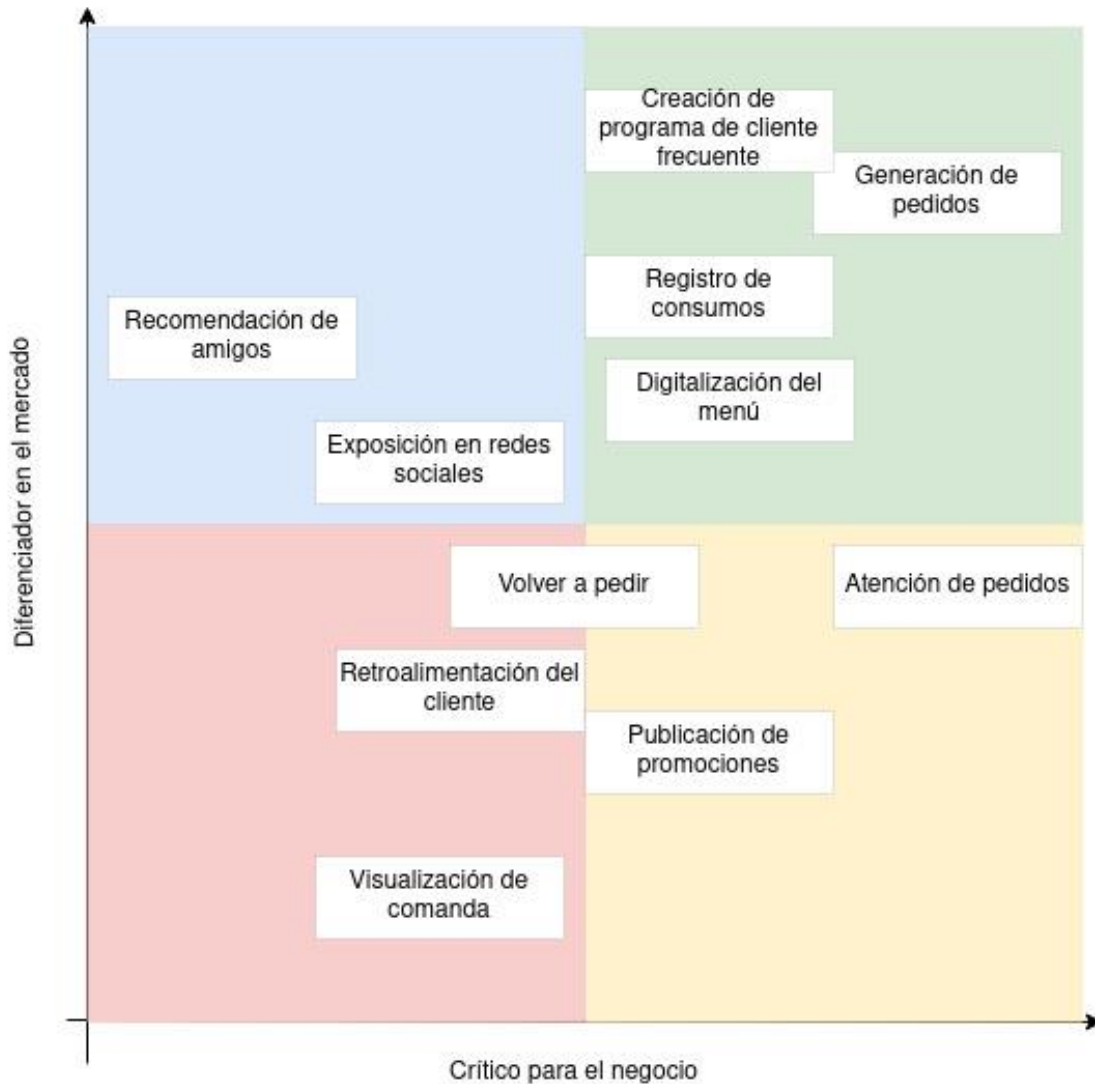 Creación de
programa de cliente
frecuente
Generación de
pedidos
Registro de
consumos
Recomendación de
amigos
Digitalización del
menú
Exposición en redes
sociales
Diferenciador en el mercado
Volver a pedir
Atención de pedidos
Retroalimentación del
cliente
Publicación de
promociones
Visualización de
comanda
Crítico para el negocio